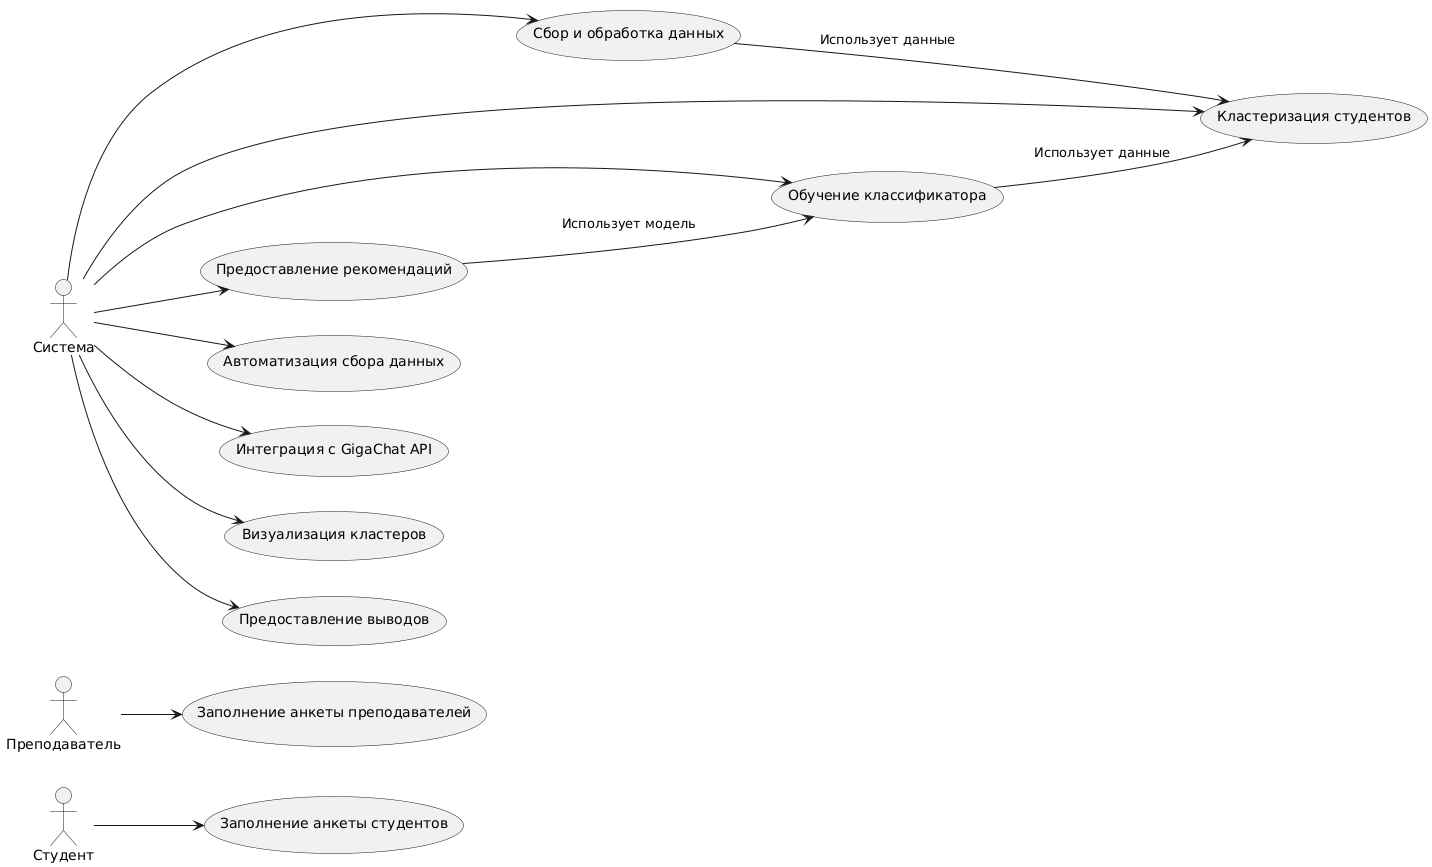 Сбор и обработка данных
Использует данные
Кластеризация студентов
Использует данные
Обучение классификатора
Использует модель
Предоставление рекомендаций
Система
Автоматизация сбора данных
Интеграция с GigaChat API
Визуализация кластеров
Предоставление выводов
Преподаватель
Заполнение анкеты преподавателей
Студент
Заполнение анкеты студентов